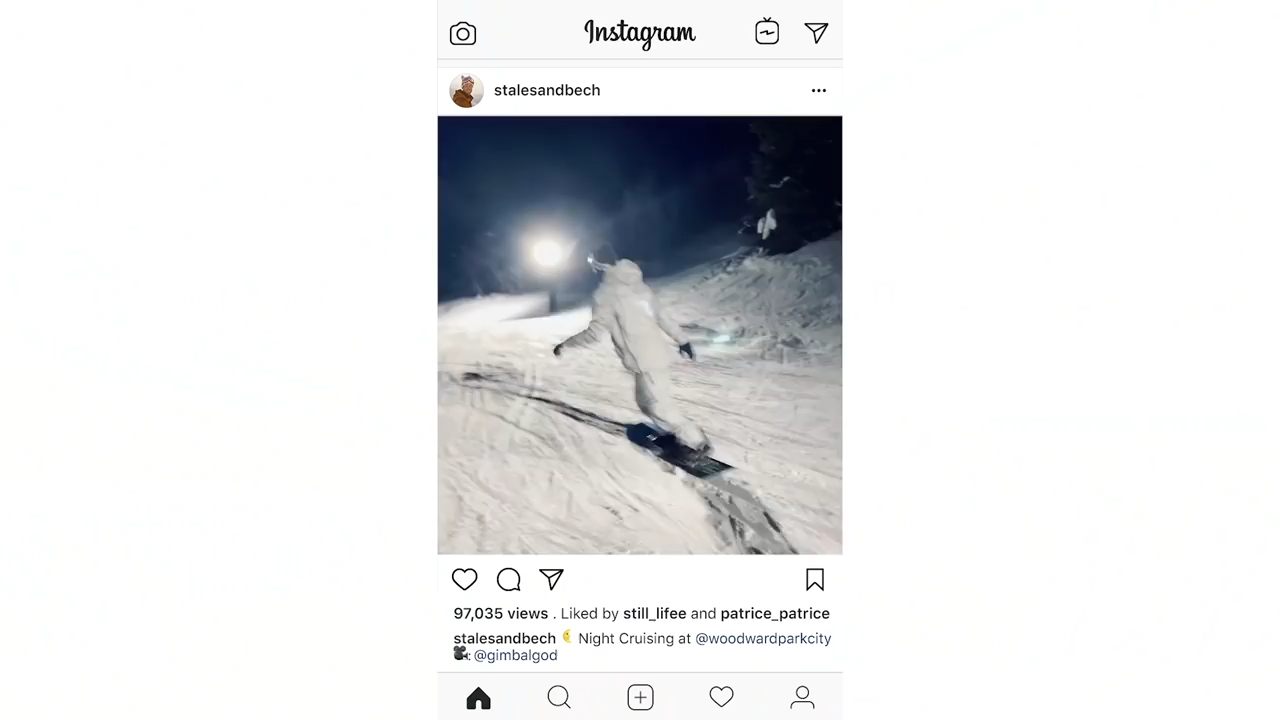 Instagram
stalesandbech
97,035 views . Liked by still_lifee and patrice_patrice
stalesandbech 🌜 Night Cruising at @woodwardparkcity
🎥: @gimbalgod